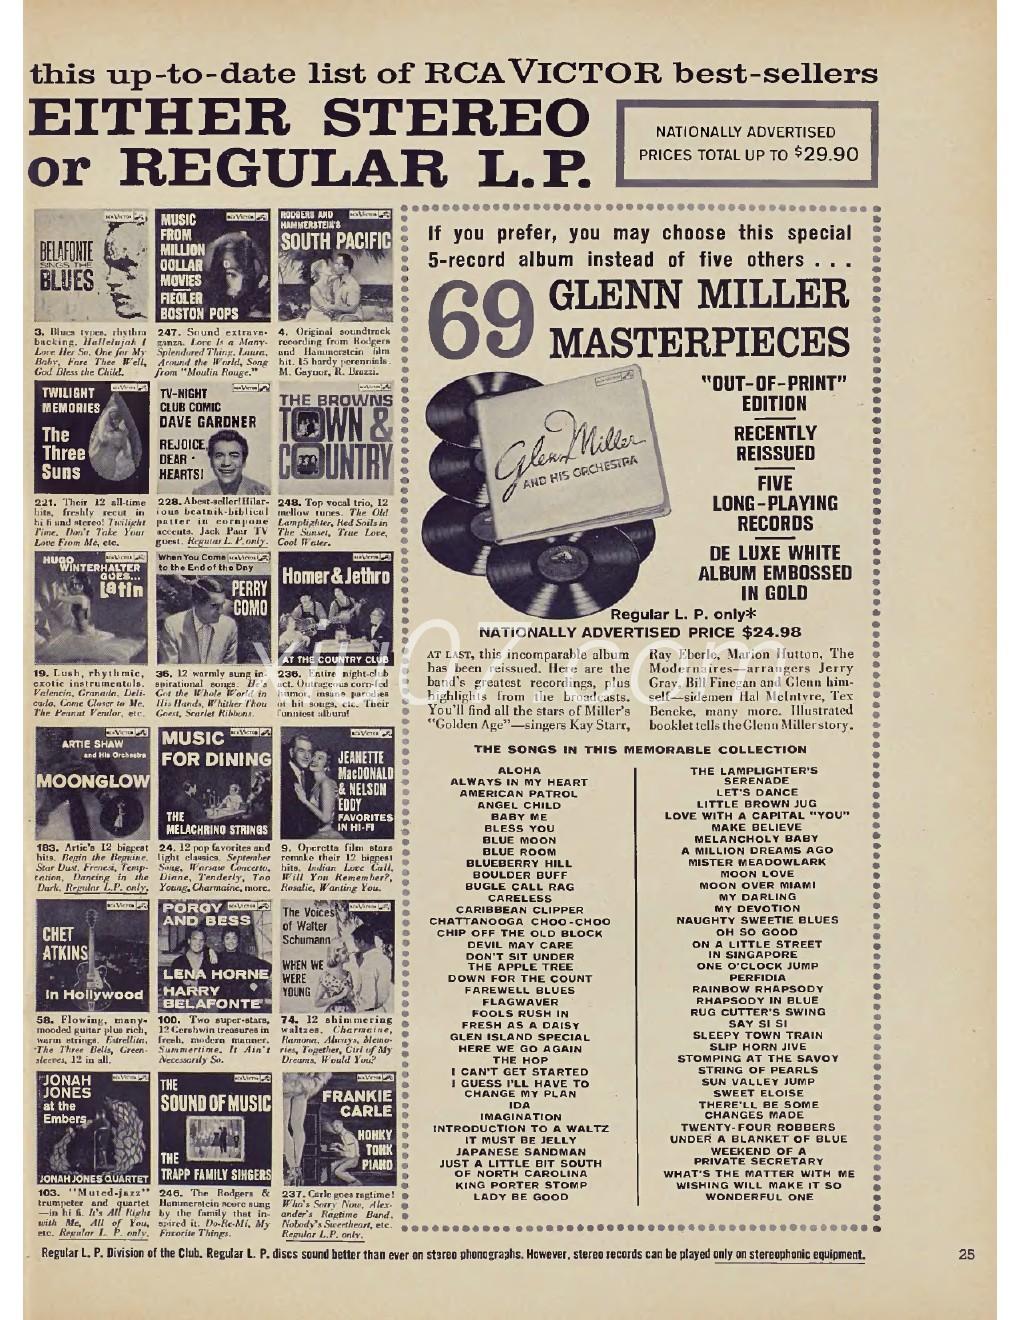 this up-to-date list of RCA VICTOR best-sellers
EITHER STEREO
or REGULAR L.P.
NATIONALLY ADVERTISED
PRICES TOTAL UP TO $29.90
RCA VICTOR
BELAFONTE
SINGS THE
BLUES
3. Blues types, rhythm
backing. Hallelujah I
Love Her So, One for My
Baby, Fare Thee Well,
God Bless the Child.
MUSIC
FROM
MILLION
DOLLAR
MOVIES
FIEDLER
BOSTON POPS
247. Sound extrava-
ganza. Love Is a Many-
Splendored Thing, Laura,
Around the World, Song
from "Moulin Rouge."
RODGERS AND
HAMMERSTEIN'S
SOUTH PACIFIC
4. Original soundtrack
recording from Rodgers
and Hammerstein film
hit. 15 hardy perennials.
M. Gaynor, R. Brazzi.
TWILIGHT
MEMORIES
The
Three
Suns
221. Their 12 all-time
hits, freshly recut in
hi fi and stereo! Twilight
Time, Don't Take Your
Love From Me, etc.
TV-NIGHT
CLUB COMIC
DAVE GARDNER
REJOICE,
DEAR
HEARTS!
228. A best-seller! Hilar-
ious beatnik-biblical
patter in cornpone
accents. Jack Paar TV
guest. Regular L. P. only.
THE BROWNS
TOWN &
COUNTRY
248. Top vocal trio, 12
mellow tunes. The Old
Lamplighter, Red Sails in
The Sunset, True Love,
Cool Water.
HUGO
WINTERHALTER
GOES...
Latin
19. Lush, rhythmic,
exotic instrumentals.
Valencia, Granada, Deli-
cado, Come Closer to Me,
The Peanut Vendor, etc.
When You Come
to the End of the Day
PERRY
COMO
36. 12 warmly sung in-
spirational songs. He's
Got the Whole World in
His Hands, Whither Thou
Goest, Scarlet Ribbons.
Homer & Jethro
AT THE COUNTRY CLUB
236. Entire night-club
act. Outrageous corn-fed
humor, insane parodies
of hit songs, etc. Their
funniest album!
ARTIE SHAW
and His Orchestra
MOONGLOW
183. Artie's 12 biggest
hits. Begin the Beguine,
Star Dust, Frenesi, Temp-
tation, Dancing in the
Dark. Regular L.P. only.
MUSIC
FOR DINING
THE
MELACHRINO STRINGS
24. 12 pop favorites and
light classics. September
Song, Warsaw Concerto,
Diane, Tenderly, Too
Young, Charmaine, more.
JEANETTE
MacDONALD
& NELSON
EDDY
FAVORITES
IN HI-FI
9. Operetta film stars
remake their 12 biggest
hits. Indian Love Call,
Will You Remember?,
Rosalie, Wanting You.
CHET
ATKINS
In Hollywood
58. Flowing, many-
mooded guitar plus rich,
warm strings. Estrellita,
The Three Bells, Green-
sleeves, 12 in all.
PORGY
AND BESS
LENA HORNE
HARRY
BELAFONTE
100. Two super-stars,
12 Gershwin treasures in
fresh, modern manner.
Summertime, It Ain't
Necessarily So.
The Voices
of Walter
Schumann
WHEN WE
WERE
YOUNG
74. 12 shimmering
waltzes. Charmaine,
Ramona, Always, Memo-
ries, Together, Girl of My
Dreams, Would You?
JONAH
JONES
at the
Embers
JONAH JONES QUARTET
103. "Muted-jazz"
trumpeter and quartet
—in hi fi. It's All Right
with Me, All of You,
etc. Regular L. P. only.
THE
SOUND OF MUSIC
THE
TRAPP FAMILY SINGERS
246. The Rodgers &
Hammerstein score sung
by the family that in-
spired it. Do-Re-Mi, My
Favorite Things.
FRANKIE
CARLE
HONKY
TONK
PIANO
237. Carle goes ragtime!
Who's Sorry Now, Alex-
ander's Ragtime Band,
Nobody's Sweetheart, etc.
Regular L.P. only.
If you prefer, you may choose this special
5-record album instead of five others . . .
69 GLENN MILLER
MASTERPIECES
Glenn Miller
AND HIS ORCHESTRA
"OUT-OF-PRINT"
EDITION
RECENTLY
REISSUED
FIVE
LONG-PLAYING
RECORDS
DE LUXE WHITE
ALBUM EMBOSSED
IN GOLD
Regular L. P. only*
NATIONALLY ADVERTISED PRICE $24.98
AT LAST, this incomparable album
has been reissued. Here are the
band's greatest recordings, plus
highlights from the broadcasts.
You'll find all the stars of Miller's
"Golden Age"—singers Kay Starr,
Ray Eberle, Marion Hutton, The
Modernaires—arrangers Jerry
Gray, Bill Finegan and Glenn him-
self—sidemen Hal McIntyre, Tex
Beneke, many more. Illustrated
booklet tells the Glenn Miller story.
THE SONGS IN THIS MEMORABLE COLLECTION
ALOHA
ALWAYS IN MY HEART
AMERICAN PATROL
ANGEL CHILD
BABY ME
BLESS YOU
BLUE MOON
BLUE ROOM
BLUEBERRY HILL
BOULDER BUFF
BUGLE CALL RAG
CARELESS
CARIBBEAN CLIPPER
CHATTANOOGA CHOO-CHOO
CHIP OFF THE OLD BLOCK
DEVIL MAY CARE
DON'T SIT UNDER
THE APPLE TREE
DOWN FOR THE COUNT
FAREWELL BLUES
FLAGWAVER
FOOLS RUSH IN
FRESH AS A DAISY
GLEN ISLAND SPECIAL
HERE WE GO AGAIN
THE HOP
I CAN'T GET STARTED
I GUESS I'LL HAVE TO
CHANGE MY PLAN
IDA
IMAGINATION
INTRODUCTION TO A WALTZ
IT MUST BE JELLY
JAPANESE SANDMAN
JUST A LITTLE BIT SOUTH
OF NORTH CAROLINA
KING PORTER STOMP
LADY BE GOOD
THE LAMPLIGHTER'S
SERENADE
LET'S DANCE
LITTLE BROWN JUG
LOVE WITH A CAPITAL "YOU"
MAKE BELIEVE
MELANCHOLY BABY
A MILLION DREAMS AGO
MISTER MEADOWLARK
MOON LOVE
MOON OVER MIAMI
MY DARLING
MY DEVOTION
NAUGHTY SWEETIE BLUES
OH SO GOOD
ON A LITTLE STREET
IN SINGAPORE
ONE O'CLOCK JUMP
PERFIDIA
RAINBOW RHAPSODY
RHAPSODY IN BLUE
RUG CUTTER'S SWING
SAY SI SI
SLEEPY TOWN TRAIN
SLIP HORN JIVE
STOMPING AT THE SAVOY
STRING OF PEARLS
SUN VALLEY JUMP
SWEET ELOISE
THERE'LL BE SOME
CHANGES MADE
TWENTY-FOUR ROBBERS
UNDER A BLANKET OF BLUE
WEEKEND OF A
PRIVATE SECRETARY
WHAT'S THE MATTER WITH ME
WISHING WILL MAKE IT SO
WONDERFUL ONE
Regular L. P. Division of the Club. Regular L. P. discs sound better than ever on stereo phonographs. However, stereo records can be played only on stereophonic equipment.
25